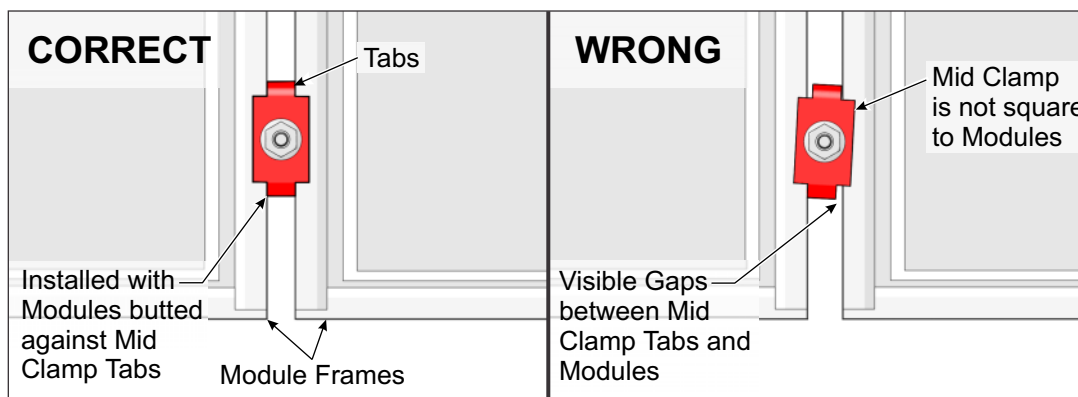 CORRECT
Tabs
Installed with
Modules butted
against Mid
Clamp Tabs
Module Frames
WRONG
Mid Clamp
is not square
to Modules
Visible Gaps
between Mid
Clamp Tabs and
Modules